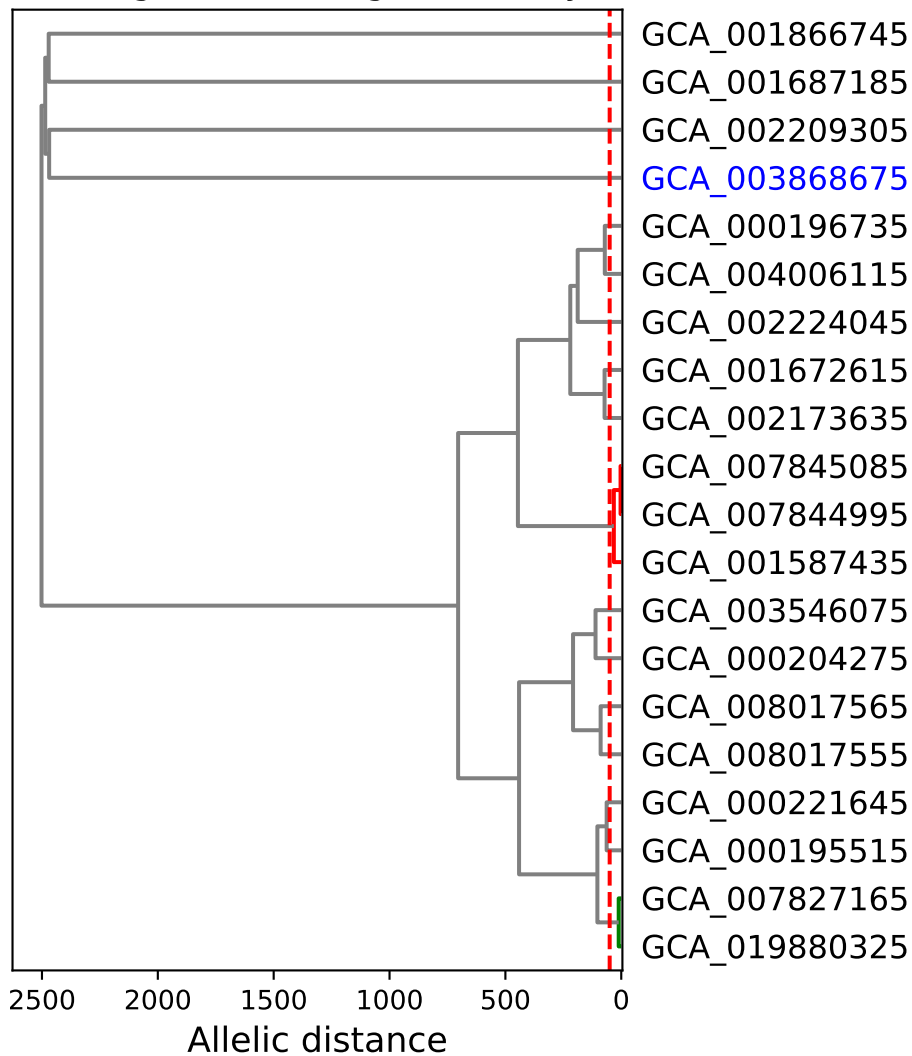 GCA_001866745
GCA_001687185
GCA_002209305
GCA_003868675
GCA_000196735
GCA_004006115
GCA_002224045
GCA_001672615
GCA_002173635
GCA_007845085
GCA_007844995
GCA_001587435
GCA_003546075
GCA_000204275
GCA_008017565
GCA_008017555
GCA_000221645
GCA_000195515
GCA_007827165
GCA_019880325
2500 2000 1500 1000 500 0
Allelic distance